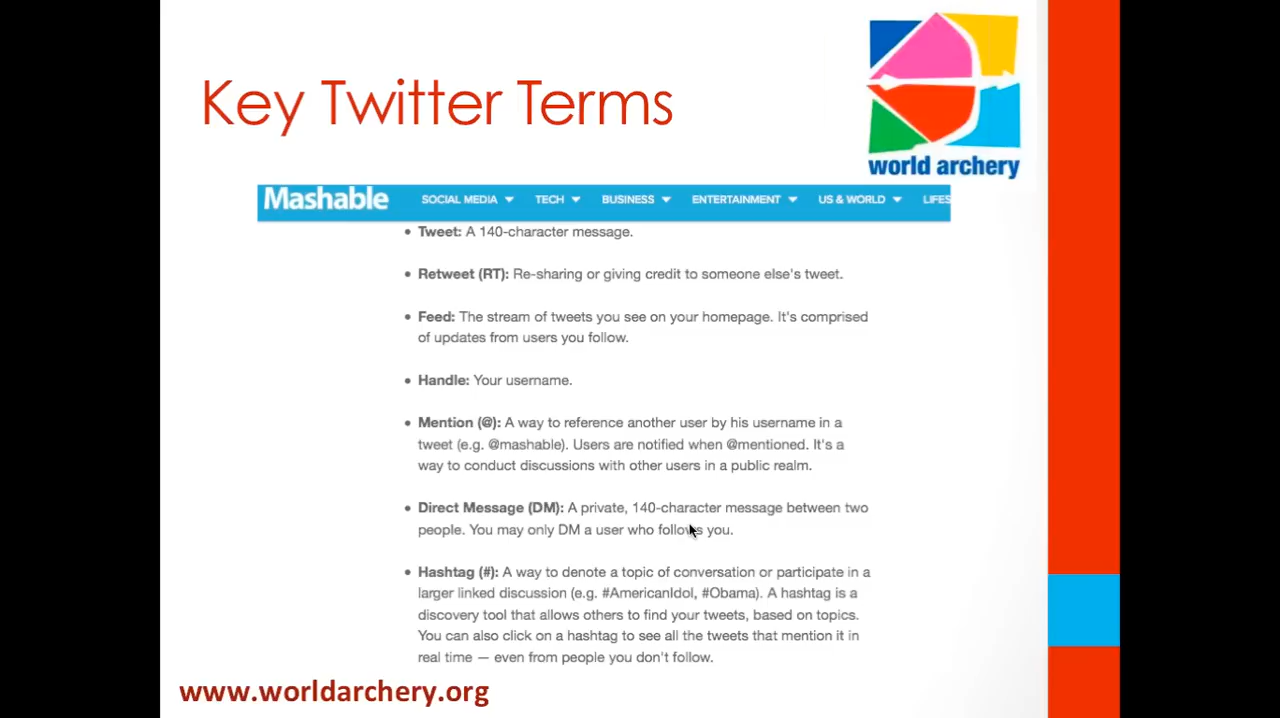 Key Twitter Terms
world archery
Mashable SOCIAL MEDIA TECH BUSINESS ENTERTAINMENT US & WORLD LIFES
• Tweet: A 140-character message.
• Retweet (RT): Re-sharing or giving credit to someone else's tweet.
• Feed: The stream of tweets you see on your homepage. It's comprised
of updates from users you follow.
• Handle: Your username.
• Mention (@): A way to reference another user by his username in a
tweet (e.g. @mashable). Users are notified when @mentioned. It's a
way to conduct discussions with other users in a public realm.
• Direct Message (DM): A private, 140-character message between two
people. You may only DM a user who follows you.
• Hashtag (#): A way to denote a topic of conversation or participate in a
larger linked discussion (e.g. #AmericanIdol, #Obama). A hashtag is a
discovery tool that allows others to find your tweets, based on topics.
You can also click on a hashtag to see all the tweets that mention it in
real time — even from people you don't follow.
www.worldarchery.org